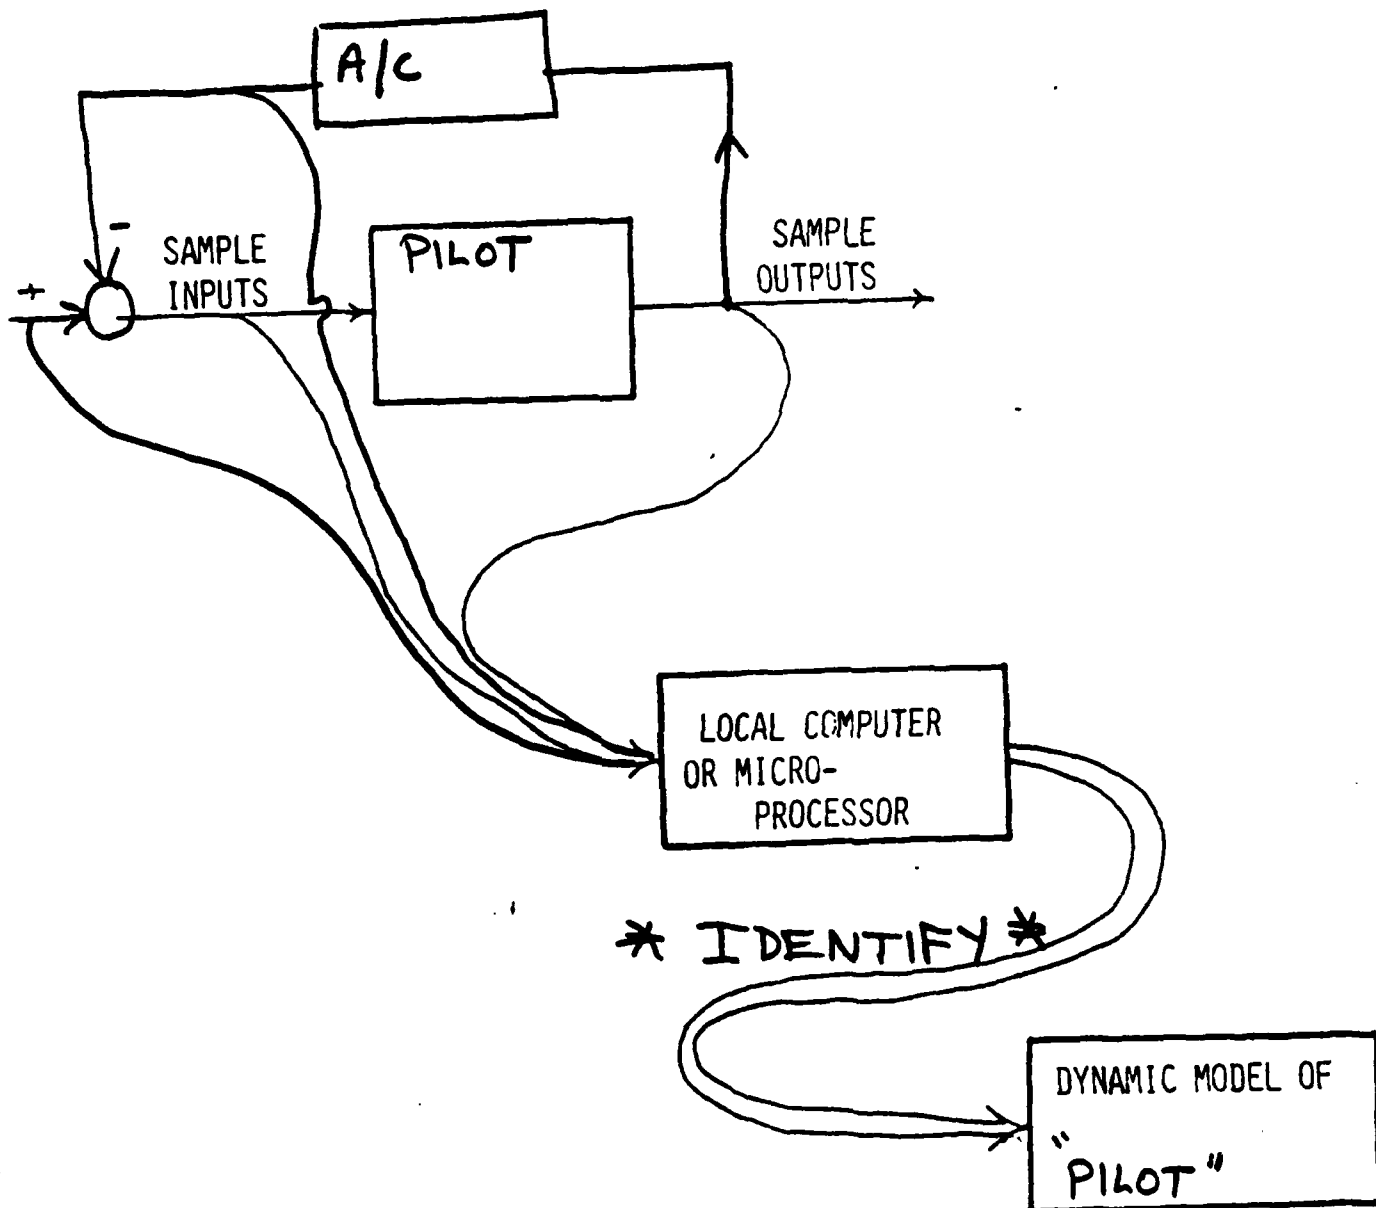 A/C
-
+
SAMPLE
INPUTS
PILOT
SAMPLE
OUTPUTS
LOCAL COMPUTER
OR MICRO-
PROCESSOR
* IDENTIFY *
DYNAMIC MODEL OF
"PILOT"